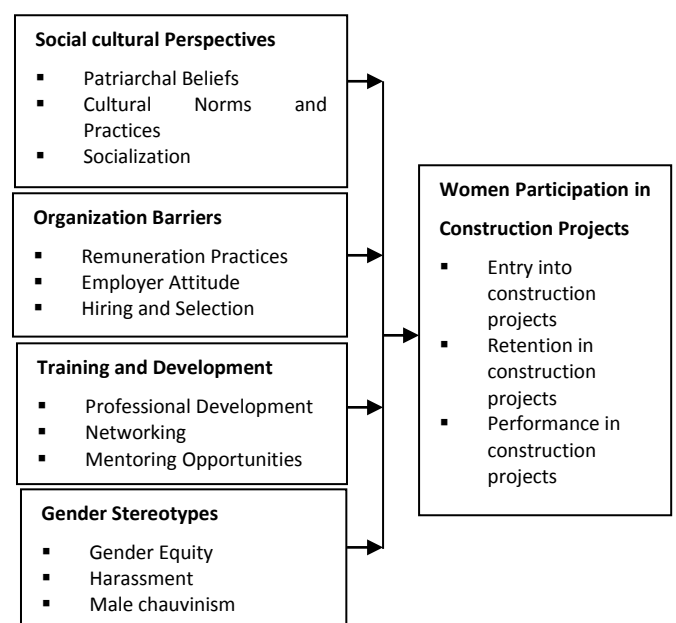 Social cultural Perspectives
▪ Patriarchal Beliefs
▪ Cultural Norms and
Practices
▪ Socialization
Organization Barriers
▪ Remuneration Practices
▪ Employer Attitude
▪ Hiring and Selection
Training and Development
▪ Professional Development
▪ Networking
▪ Mentoring Opportunities
Gender Stereotypes
▪ Gender Equity
▪ Harassment
▪ Male chauvinism
Women Participation in
Construction Projects
▪ Entry into
construction
projects
▪ Retention in
construction
projects
▪ Performance in
construction
projects